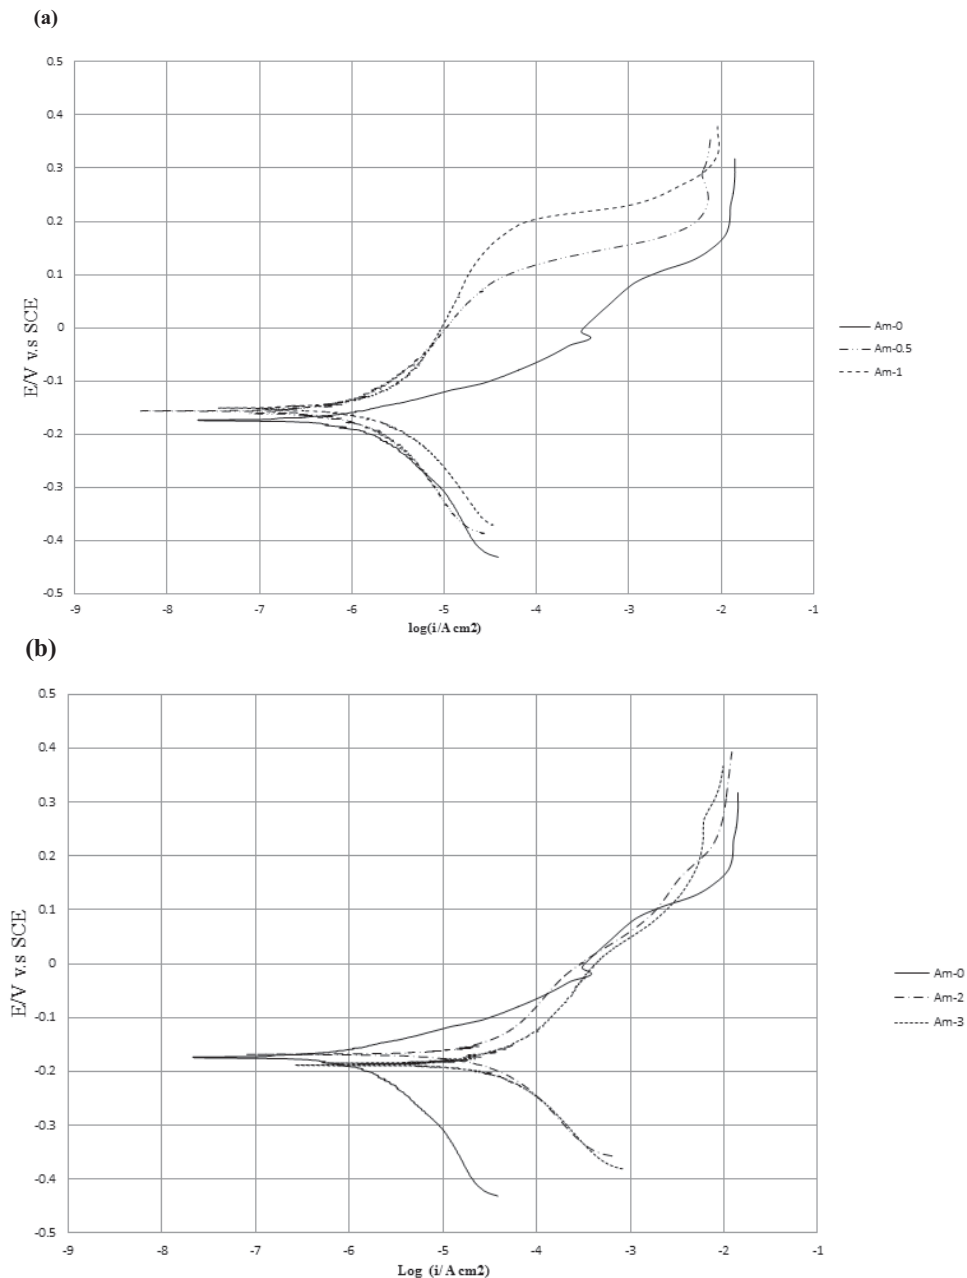 (a)
0.5
0.4
0.3
0.2
0.1
0
-0.1
-0.2
-0.3
-0.4
-0.5
E/V v.s SCE
-9 -8 -7 -6 -5 -4 -3 -2 -1
log(i/A cm2)
Am-0
Am-0.5
Am-1
(b)
0.5
0.4
0.3
0.2
0.1
0
-0.1
-0.2
-0.3
-0.4
-0.5
E/V v.s SCE
-9 -8 -7 -6 -5 -4 -3 -2 -1
Log (i/A cm2)
Am-0
Am-2
Am-3